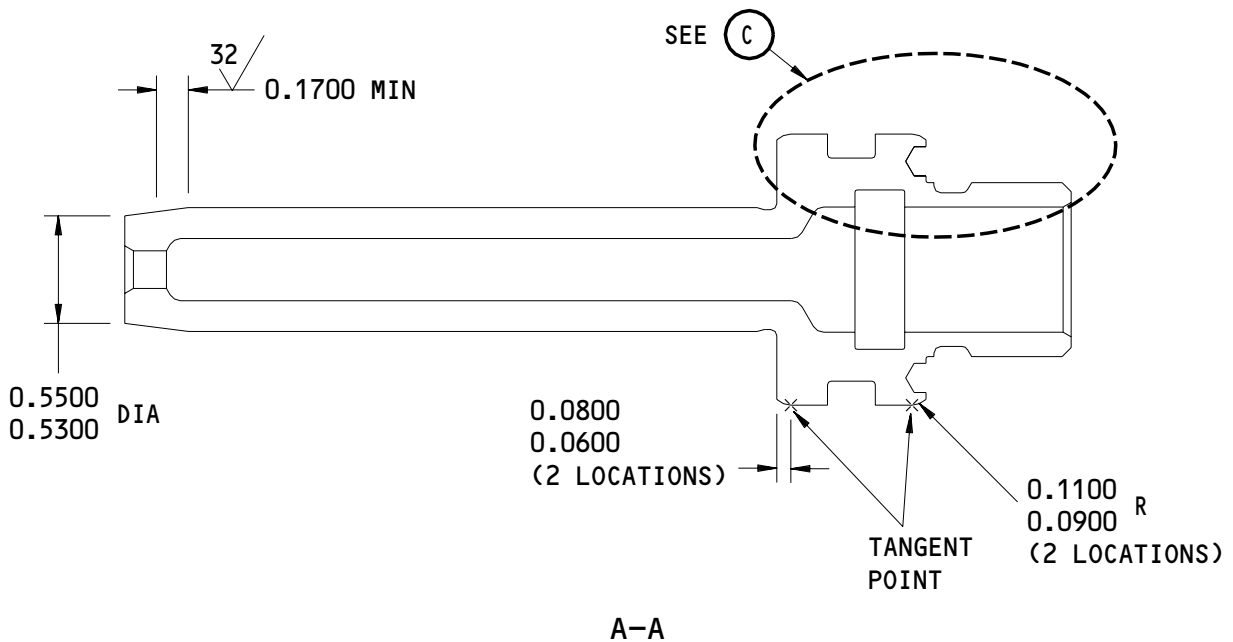 SEE C
32
0.1700 MIN
0.5500
0.5300 DIA
0.0800
0.0600
(2 LOCATIONS)
0.1100
0.0900 R
(2 LOCATIONS)
TANGENT
POINT
A-A